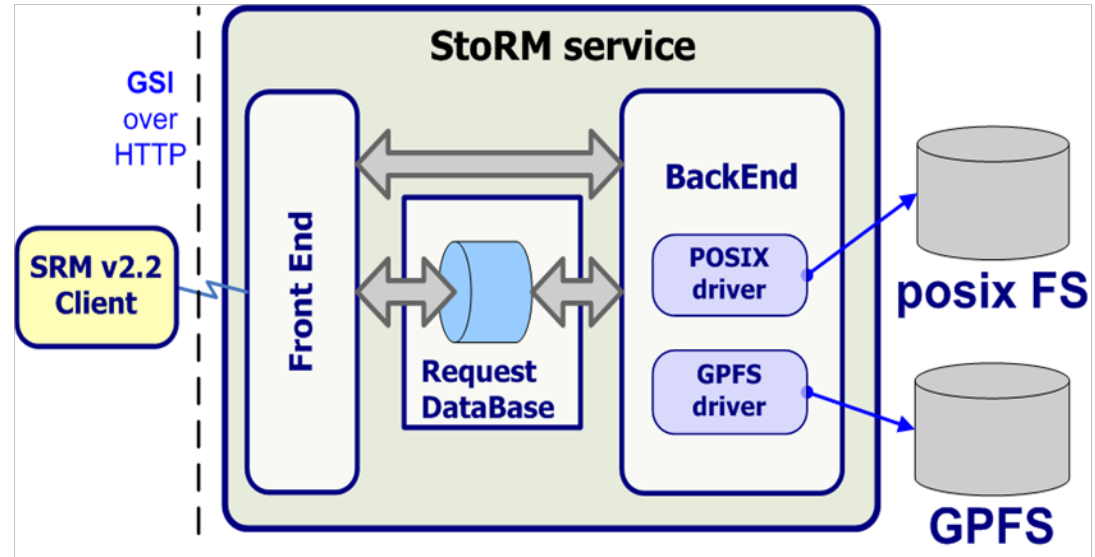 StoRM service
GSI
over
HTTP
SRM v2.2
Client
Front End
Request
DataBase
BackEnd
POSIX
driver
GPFS
driver
posix FS
GPFS